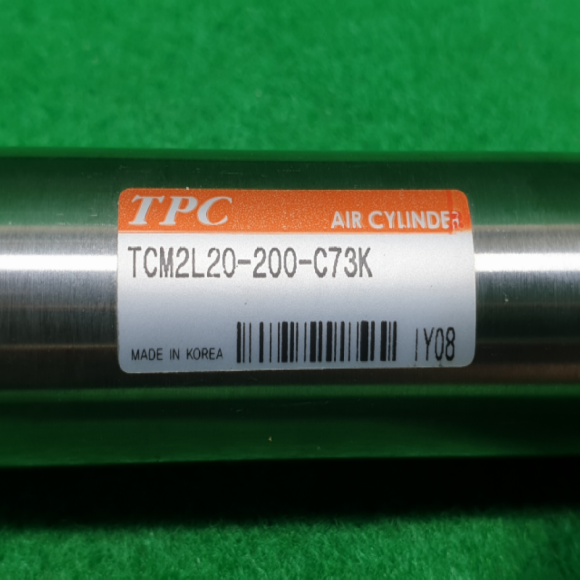 TPC
AIR CYLINDER
TCM2L20-200-C73K
MADE IN KOREA
IY08